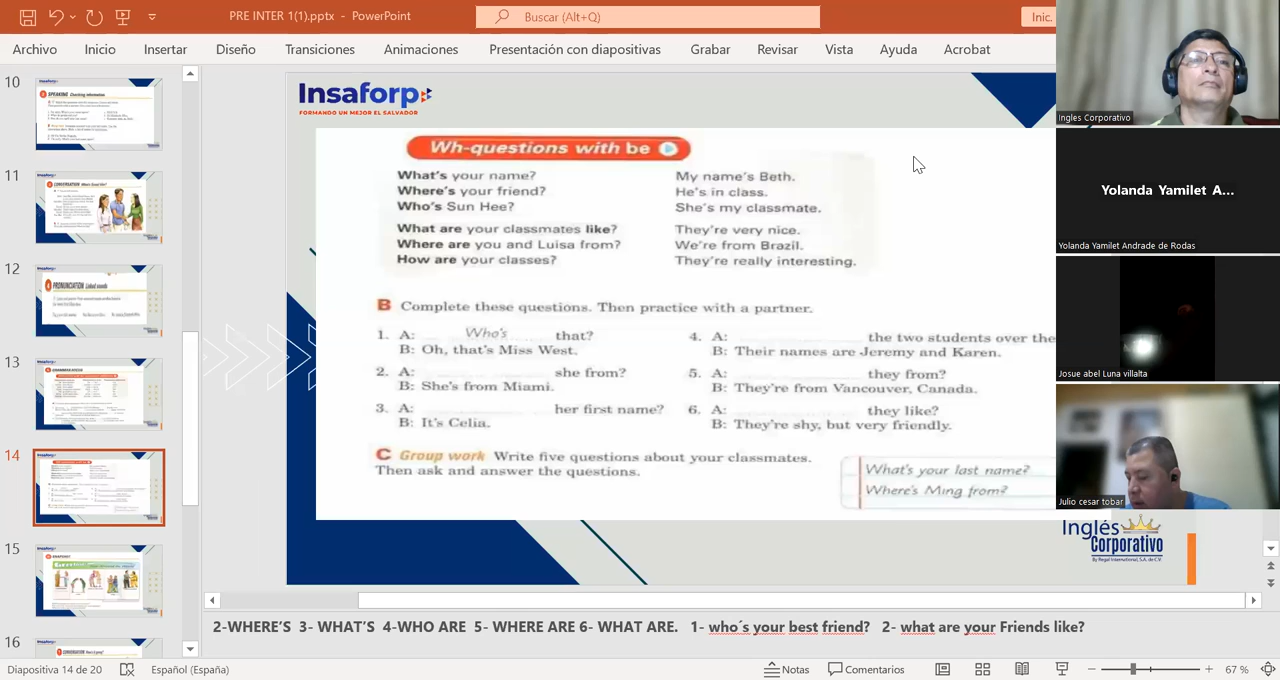 PRE INTER 1(1).pptx - PowerPoint
Buscar (Alt+Q)
Inic.
Archivo Inicio Insertar Diseño Transiciones Animaciones Presentación con diapositivas Grabar Revisar Vista Ayuda Acrobat
10
11
12
13
14
15
16
Insaforp
FORMANDO UN MEJOR EL SALVADOR
Wh-questions with be
What's your name? My name's Beth.
Where's your friend? He's in class.
Who's Sun Hee? She's my classmate.
What are your classmates like? They're very nice.
Where are you and Luisa from? We're from Brazil.
How are your classes? They're really interesting.
B Complete these questions. Then practice with a partner.
1. A: Who's that?
B: Oh, that's Miss West.
2. A: she from?
B: She's from Miami.
3. A: her first name?
B: It's Celia.
4. A: the two students over the
B: Their names are Jeremy and Karen.
5. A: they from?
B: They're from Vancouver, Canada.
6. A: they like?
B: They're shy, but very friendly.
C Group work Write five questions about your classmates.
Then ask and answer the questions.
What's your last name?
Where's Ming from?
Inglés
Corporativo
By Regal International, S.A. de C.V.
Ingles Corporativo
Yolanda Yamilet A...
Yolanda Yamilet Andrade de Rodas
Josue abel Luna villalta
Julio cesar tobar
2-WHERE'S 3- WHAT'S 4-WHO ARE 5- WHERE ARE 6- WHAT ARE. 1- who´s your best friend? 2- what are your Friends like?
Diapositiva 14 de 20 Español (España) Notas Comentarios 67 %